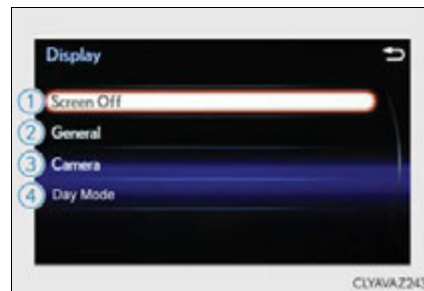 Display
1 Screen Off
2 General
3 Camera
4 Day Mode
CLYAVAZ243